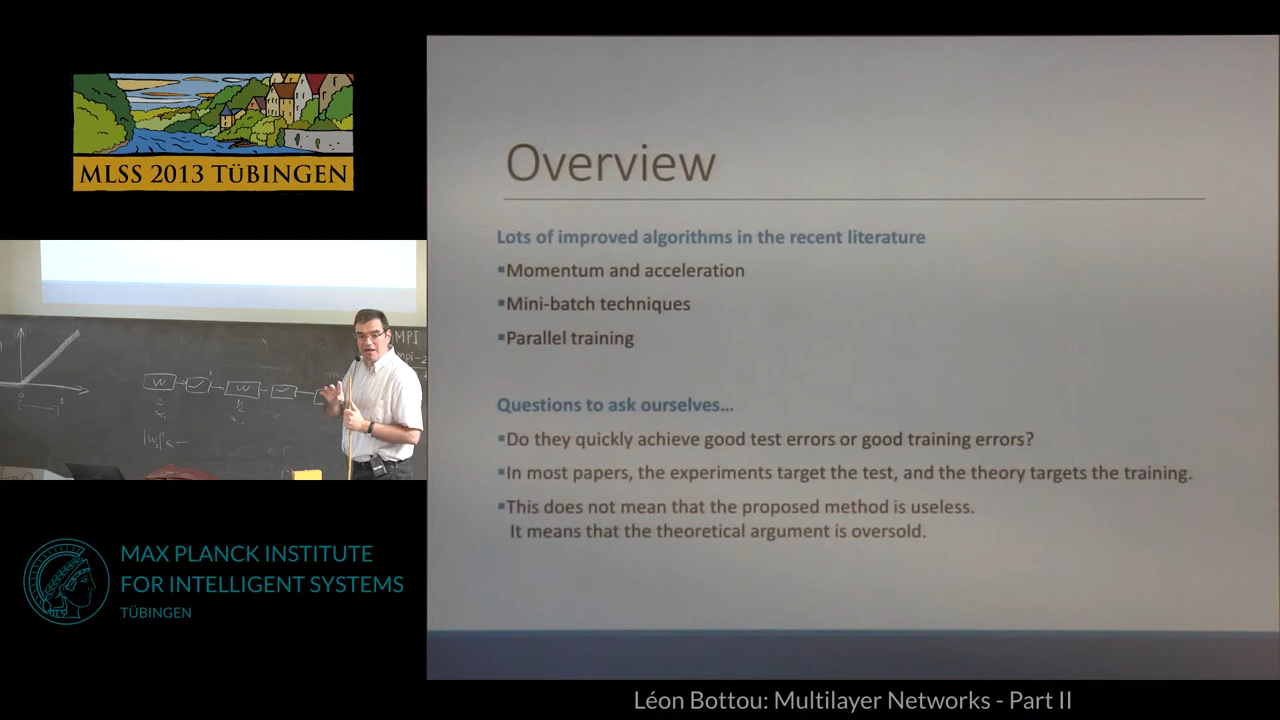 MLSS 2013 TÜBINGEN
MPI
W
W
MAX PLANCK INSTITUTE
FOR INTELLIGENT SYSTEMS
TÜBINGEN
Overview
Lots of improved algorithms in the recent literature
▪Momentum and acceleration
▪Mini-batch techniques
▪Parallel training
Questions to ask ourselves…
▪Do they quickly achieve good test errors or good training errors?
▪In most papers, the experiments target the test, and the theory targets the training.
▪This does not mean that the proposed method is useless.
It means that the theoretical argument is oversold.
Léon Bottou: Multilayer Networks - Part II